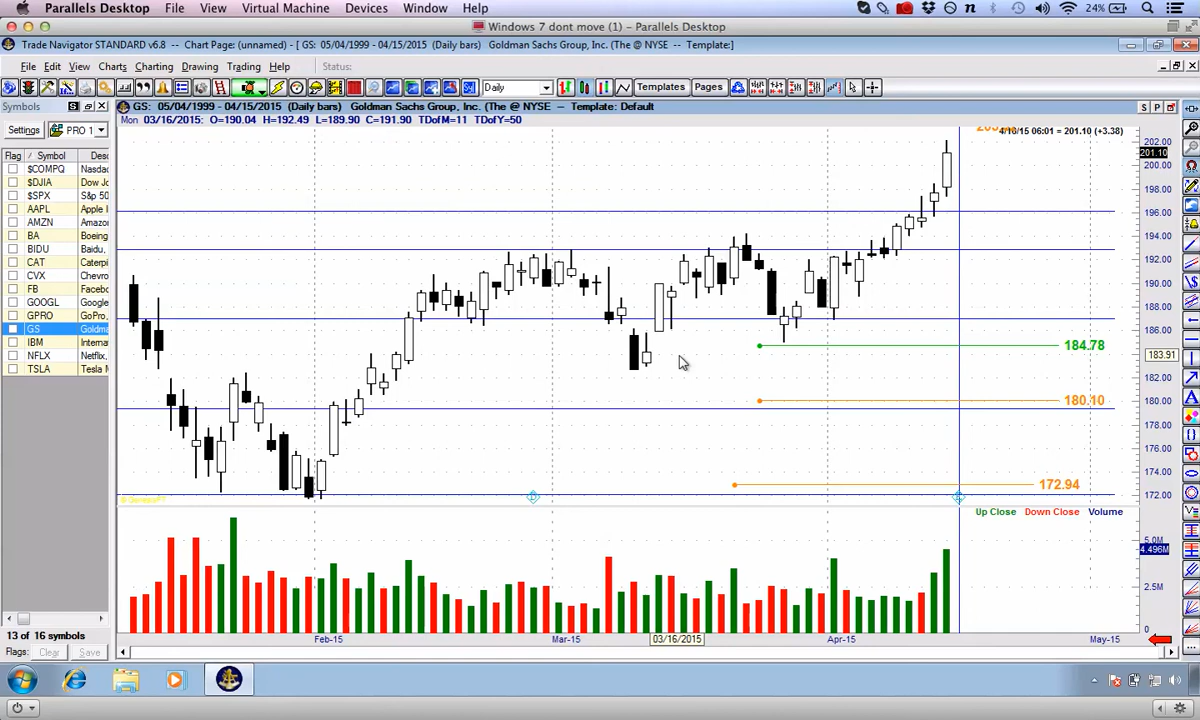 Parallels Desktop File View Virtual Machine Devices Window Help 24%
Windows 7 dont move (1) - Parallels Desktop
Trade Navigator STANDARD v6.8 -- Chart Page: (unnamed) - [ GS: 05/04/1999 - 04/15/2015 (Daily bars) Goldman Sachs Group, Inc. (The @ NYSE -- Template:]
File Edit View Charts Charting Drawing Trading Help Status:
Daily Templates Pages
Symbols S GS: 05/04/1999 - 04/15/2015 (Daily bars) Goldman Sachs Group, Inc. (The @ NYSE -- Template: Default S P
Mon 03/16/2015: O=190.04 H=192.49 L=189.90 C=191.90 TDofM=11 TDofY=50
Settings PRO 1
4/16/15 06:01 = 201.10 (+3.38)
Flag / Symbol Desc
$COMPQ Nasdac
$DJIA Dow Jo
$SPX S&p 50
AAPL Apple I
AMZN Amazon
BA Boeing
BIDU Baidu,
CAT Caterpi
CVX Chevro
FB Facebo
GOOGL Google
GPRO GoPro,
GS Goldma
IBM Internat
NFLX Netflix,
TSLA Tesla M
202.00
201.10
200.00
198.00
196.00
194.00
192.00
190.00
188.00
186.00
184.78
183.91
182.00
180.10
180.00
178.00
176.00
174.00
172.94
172.00
Up Close Down Close Volume
5.0M
4.496M
2.5M
0
Feb-15 Mar-15 03/16/2015 Apr-15 May-15
13 of 16 symbols
Flags: Clear Save